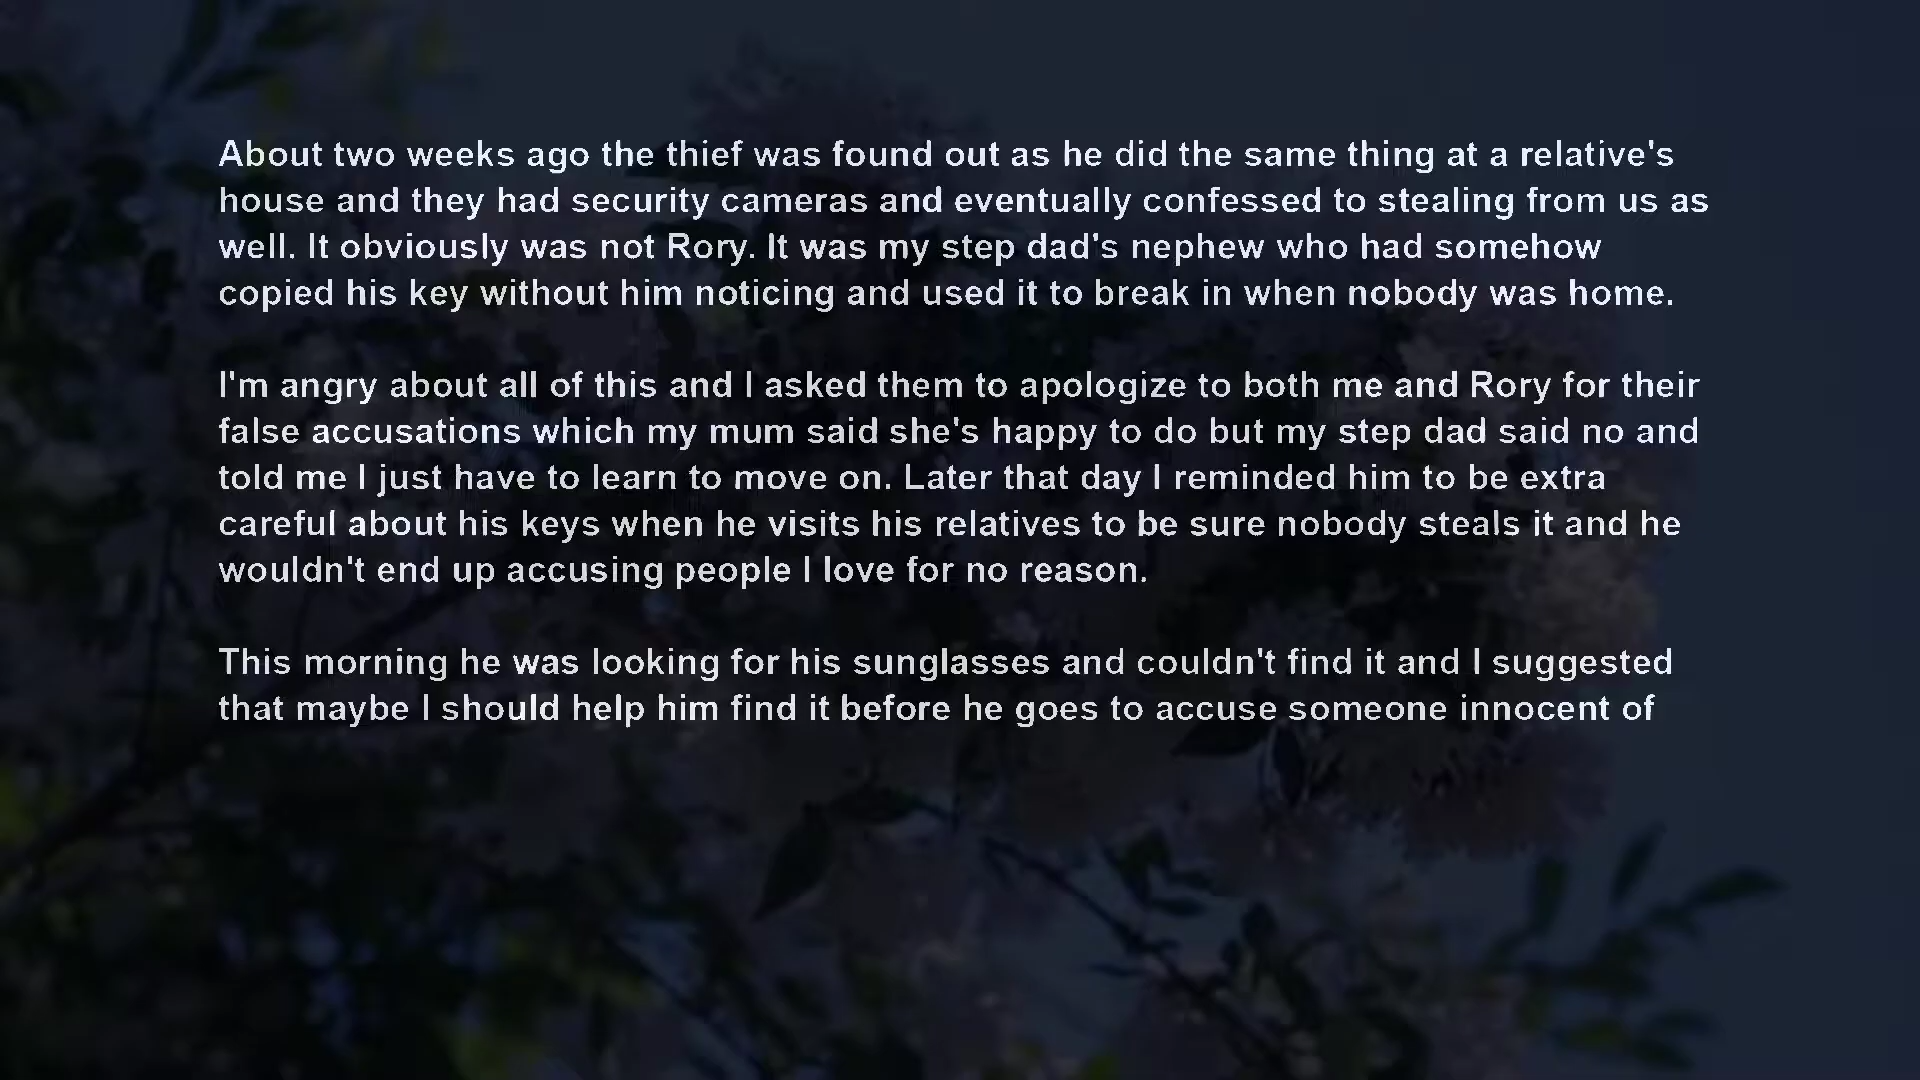 About two weeks ago the thief was found out as he did the same thing at a relative's
house and they had security cameras and eventually confessed to stealing from us as
well. It obviously was not Rory. It was my step dad's nephew who had somehow
copied his key without him noticing and used it to break in when nobody was home.
I'm angry about all of this and I asked them to apologize to both me and Rory for their
false accusations which my mum said she's happy to do but my step dad said no and
told me I just have to learn to move on. Later that day I reminded him to be extra
careful about his keys when he visits his relatives to be sure nobody steals it and he
wouldn't end up accusing people I love for no reason.
This morning he was looking for his sunglasses and couldn't find it and I suggested
that maybe I should help him find it before he goes to accuse someone innocent of